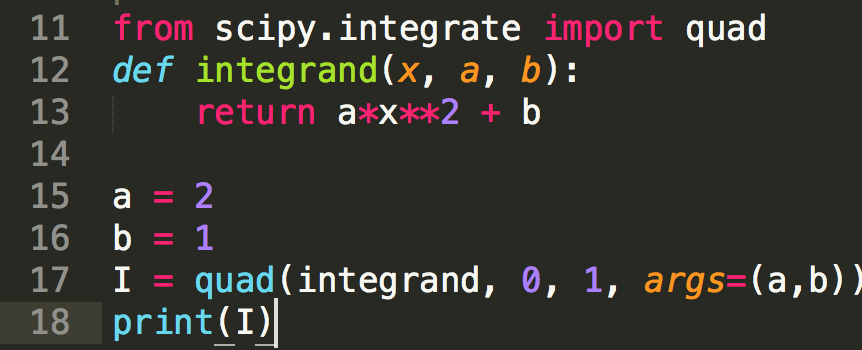 11 from scipy.integrate import quad
12 def integrand(x, a, b):
13     return a*x**2 + b
14
15 a = 2
16 b = 1
17 I = quad(integrand, 0, 1, args=(a,b))
18 print(I)